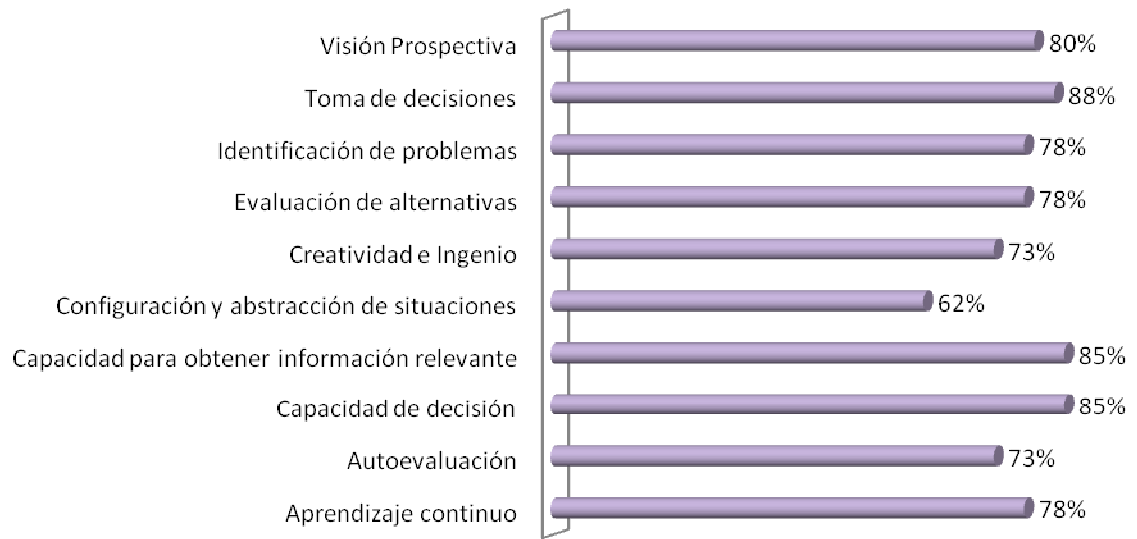 Visión Prospectiva 80%
Toma de decisiones 88%
Identificación de problemas 78%
Evaluación de alternativas 78%
Creatividad e Ingenio 73%
Configuración y abstracción de situaciones 62%
Capacidad para obtener información relevante 85%
Capacidad de decisión 85%
Autoevaluación 73%
Aprendizaje continuo 78%